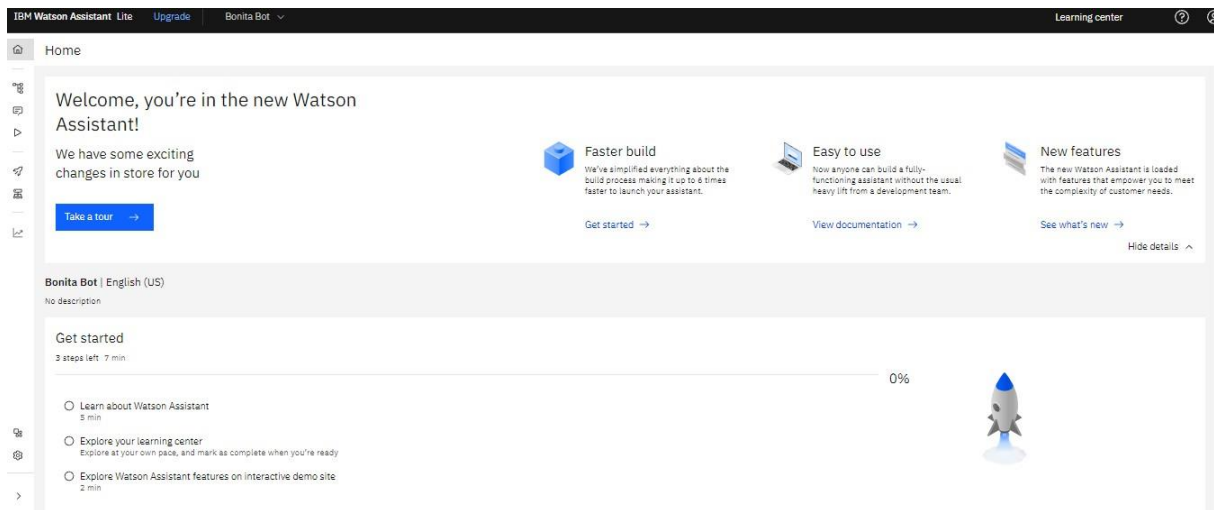 IBM Watson Assistant Lite Upgrade Bonita Bot Learning center
Home
Welcome, you're in the new Watson
Assistant!
We have some exciting
changes in store for you
Take a tour →
Faster build
We've simplified everything about the
build process making it up to 6 times
faster to launch your assistant.
Get started →
Easy to use
Now anyone can build a fully-
functioning assistant without the usual
heavy lift from a development team.
View documentation →
New features
The new Watson Assistant is loaded
with features that empower you to meet
the complexity of customer needs.
See what's new →
Hide details
Bonita Bot | English (US)
No description
Get started
3 steps left 7 min
0%
Learn about Watson Assistant
5 min
Explore your learning center
Explore at your own pace, and mark as complete when you're ready
Explore Watson Assistant features on interactive demo site
2 min